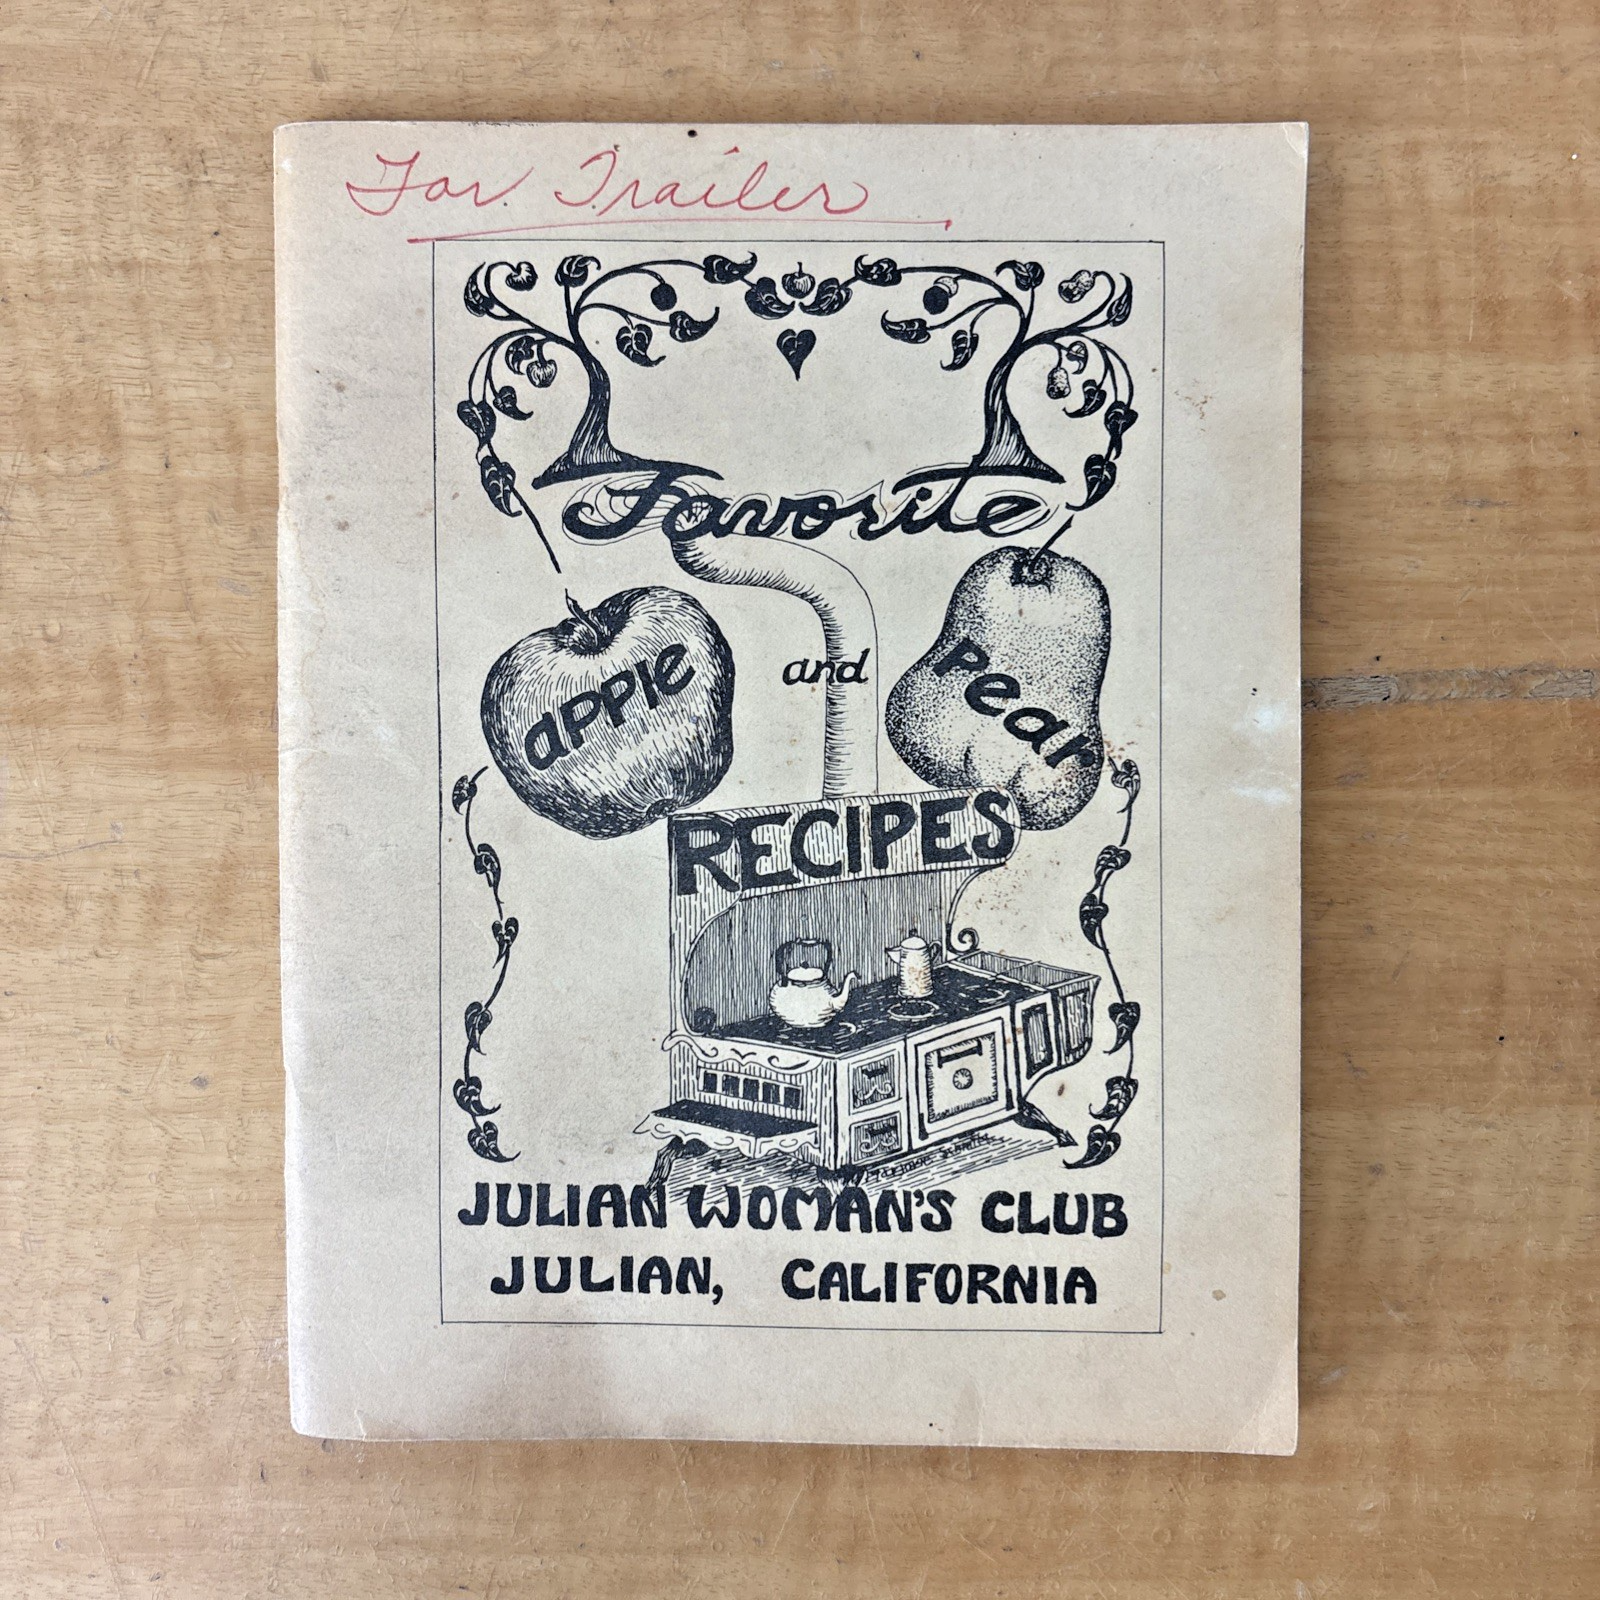 For Trailer
Favorite
apple and Pear
RECIPES
JULIAN WOMAN'S CLUB
JULIAN, CALIFORNIA